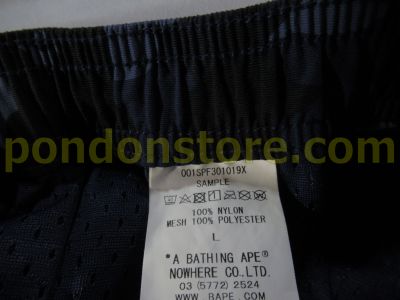 pondonstore.com
001SPF301019X
SAMPLE
100% NYLON
MESH 100% POLYESTER
L
"A BATHING APE®
NOWHERE CO., LTD.
03 (5772) 2524
WWW.BAPE.COM